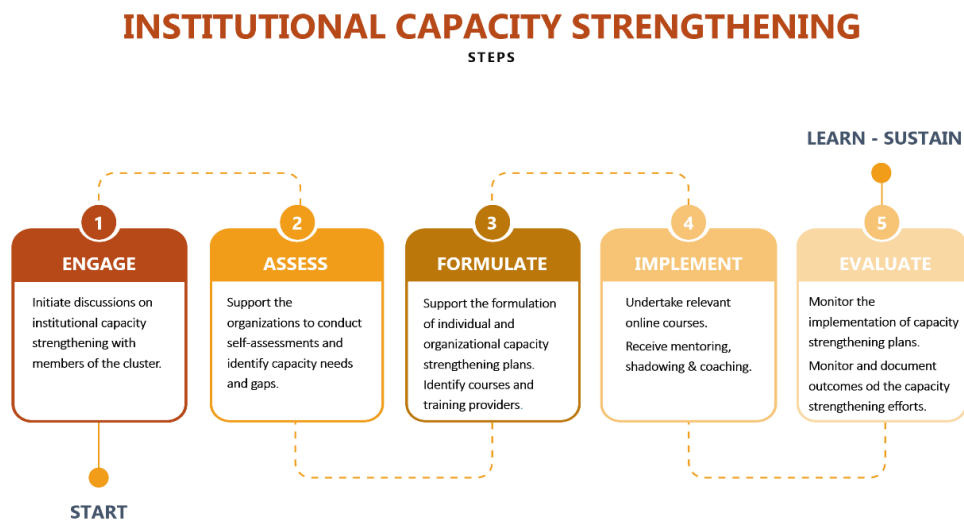 INSTITUTIONAL CAPACITY STRENGTHENING
STEPS
LEARN - SUSTAIN
1
ENGAGE
Initiate discussions on
institutional capacity
strengthening with
members of the cluster.
START
2
ASSESS
Support the
organizations to conduct
self-assessments and
identify capacity needs
and gaps.
3
FORMULATE
Support the formulation
of individual and
organizational capacity
strengthening plans.
Identify courses and
training providers.
4
IMPLEMENT
Undertake relevant
online courses.
Receive mentoring,
shadowing & coaching.
5
EVALUATE
Monitor the
implementation of capacity
strengthening plans.
Monitor and document
outcomes od the capacity
strengthening efforts.